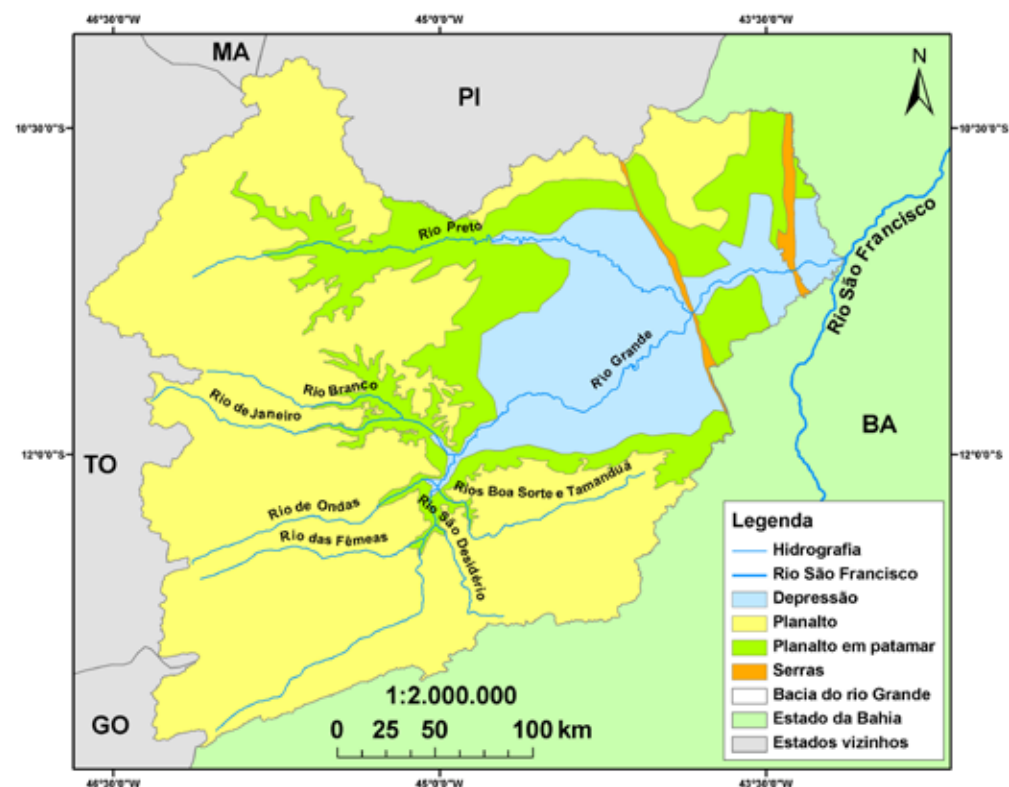 46°30'0"W
45°0'0"W
43°30'0"W
MA
PI
N
10°30'0"S
10°30'0"S
Rio Preto
Rio São Francisco
Rio Grande
Rio Branco
Rio de Janeiro
BA
TO
12°0'0"S
12°0'0"S
Rios Boa Sorte e Tamanduá
Rio de Ondas
Rio São Desidério
Rio das Fêmeas
GO
1:2.000.000
0 25 50 100 km
Legenda
Hidrografia
Rio São Francisco
Depressão
Planalto
Planalto em patamar
Serras
Bacia do rio Grande
Estado da Bahia
Estados vizinhos
46°30'0"W
45°0'0"W
43°30'0"W